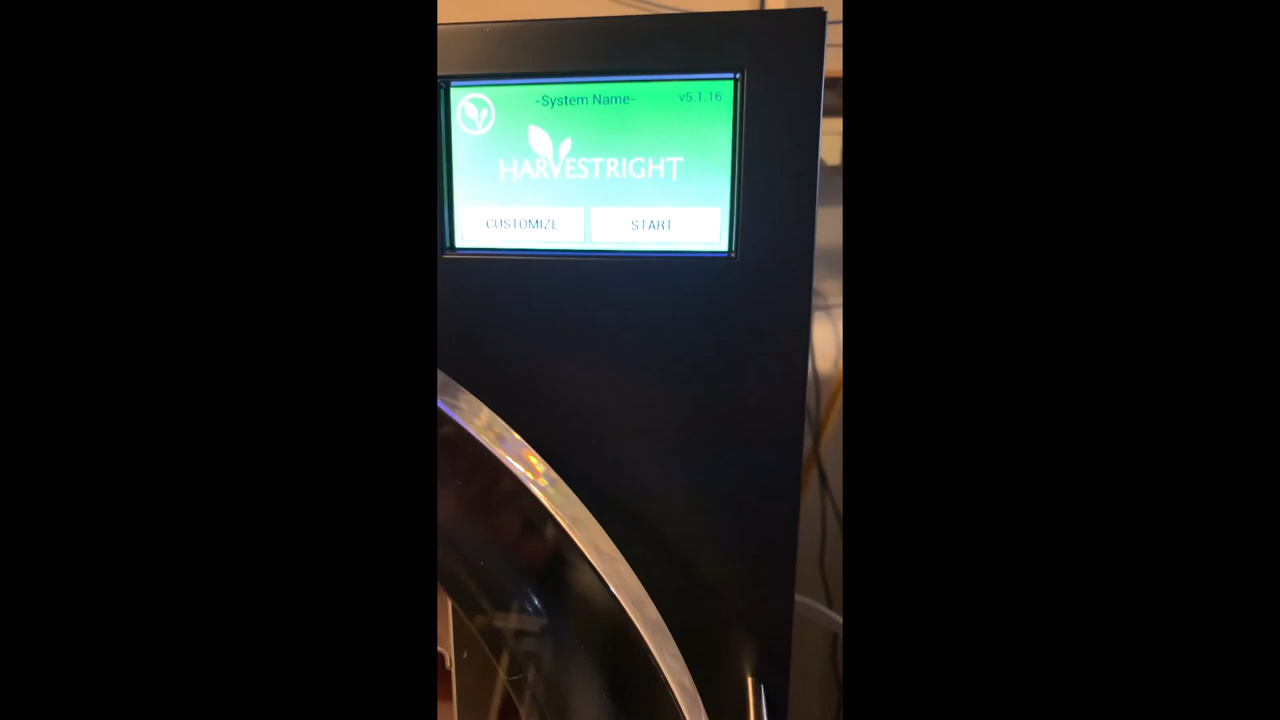 -System Name-
v5.1.16
HARVESTRIGHT
CUSTOMIZE
START